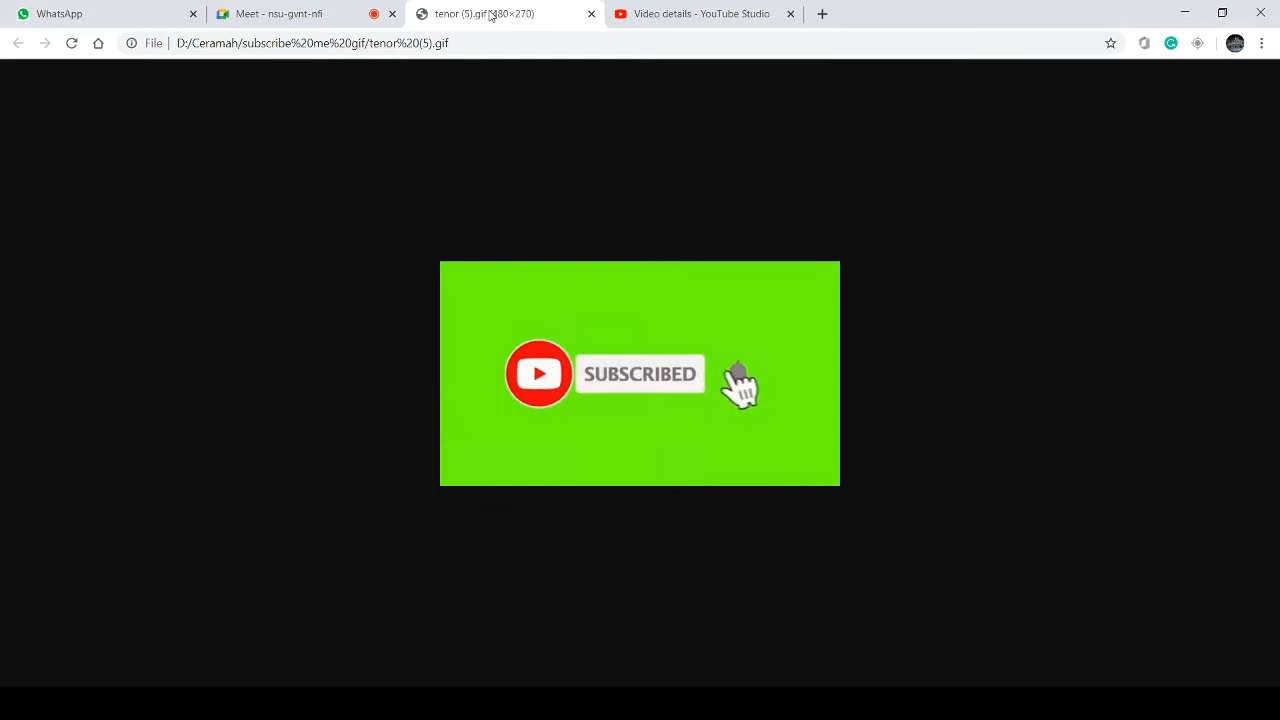 WhatsApp
Meet - nsu-gvnt-nfi
tenor (5).gif (480×270)
Video details - YouTube Studio
File
D:/Ceramah/subscribe%20me%20gif/tenor%20(5).gif
SUBSCRIBED